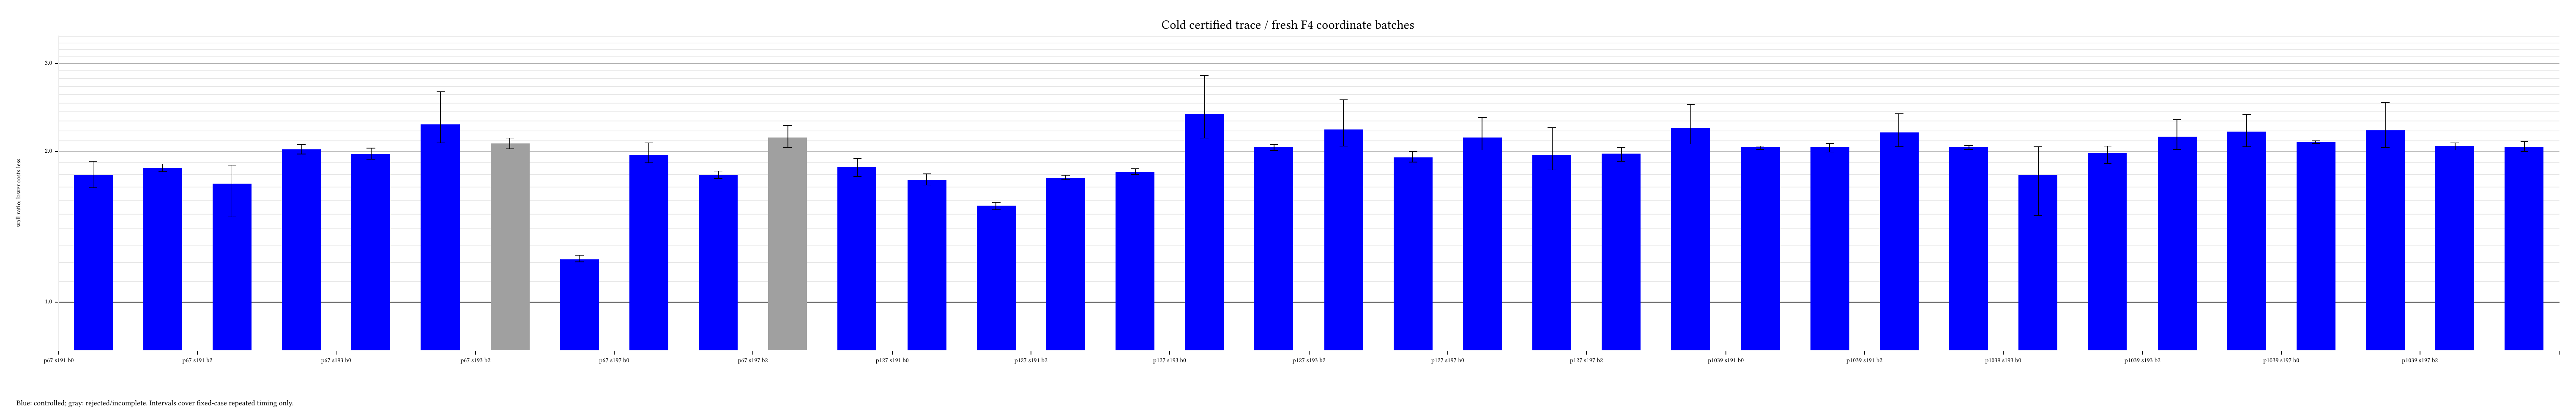 Cold certified trace / fresh F4 coordinate batches
3.0
2.0
1.0
wall ratio; lower costs less
p67 s191 b0
p67 s191 b2
p67 s193 b0
p67 s193 b2
p67 s197 b0
p67 s197 b2
p127 s191 b0
p127 s191 b2
p127 s193 b0
p127 s193 b2
p127 s197 b0
p127 s197 b2
p1039 s191 b0
p1039 s191 b2
p1039 s193 b0
p1039 s193 b2
p1039 s197 b0
p1039 s197 b2
Blue: controlled; gray: rejected/incomplete. Intervals cover fixed-case repeated timing only.